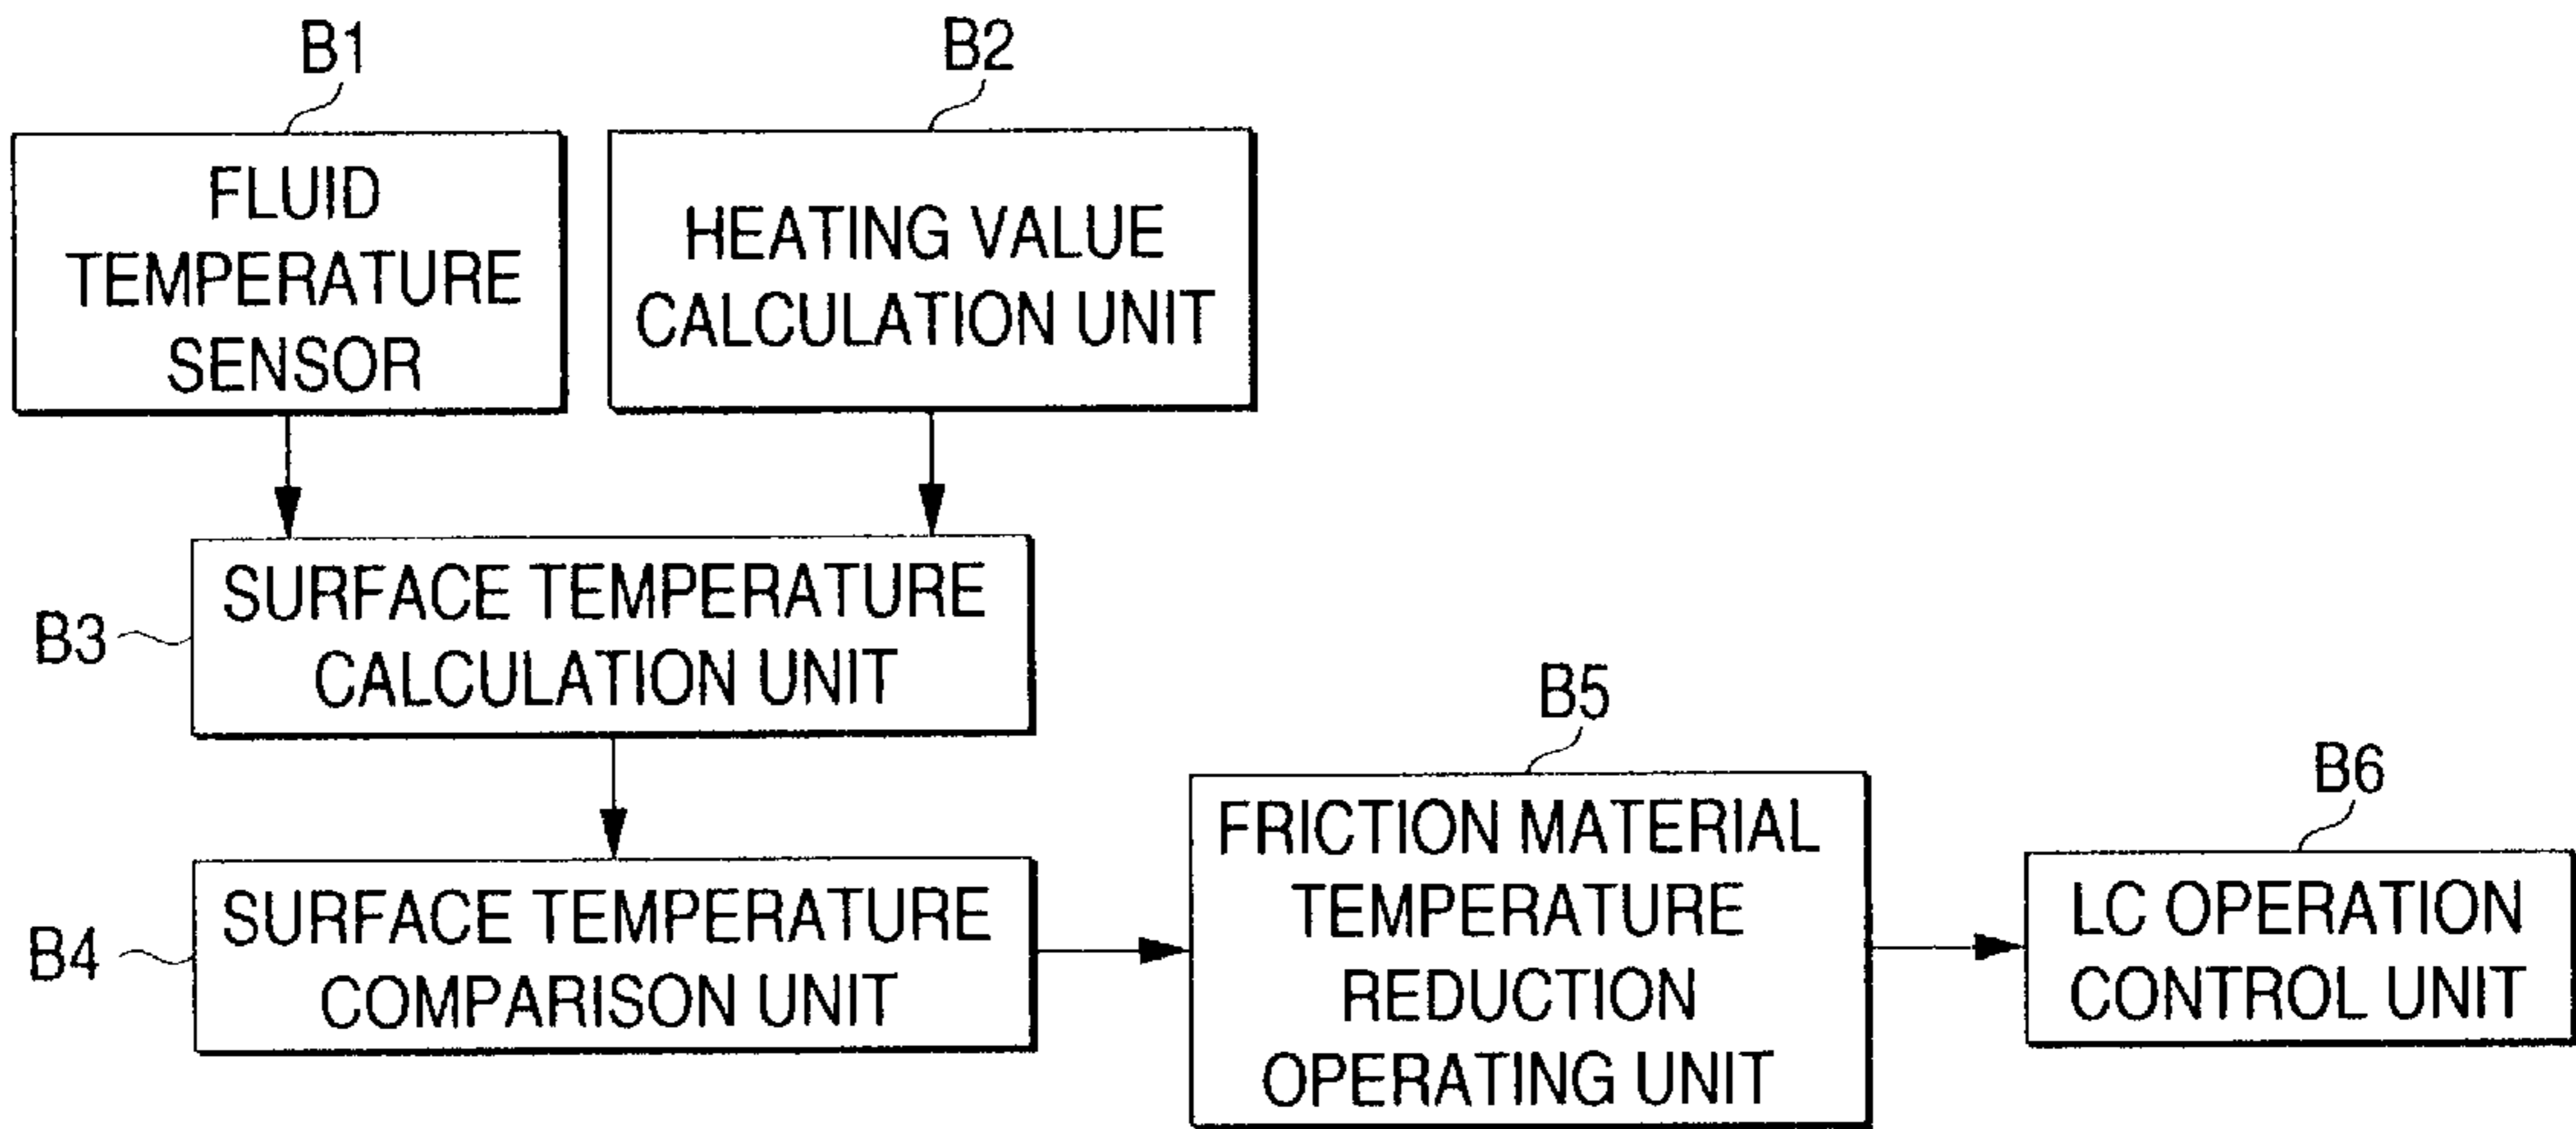 B1
B2
FLUID
TEMPERATURE
SENSOR
HEATING VALUE
CALCULATION UNIT
B3
SURFACE TEMPERATURE
CALCULATION UNIT
B4
SURFACE TEMPERATURE
COMPARISON UNIT
B5
FRICTION MATERIAL
TEMPERATURE
REDUCTION
OPERATING UNIT
B6
LC OPERATION
CONTROL UNIT